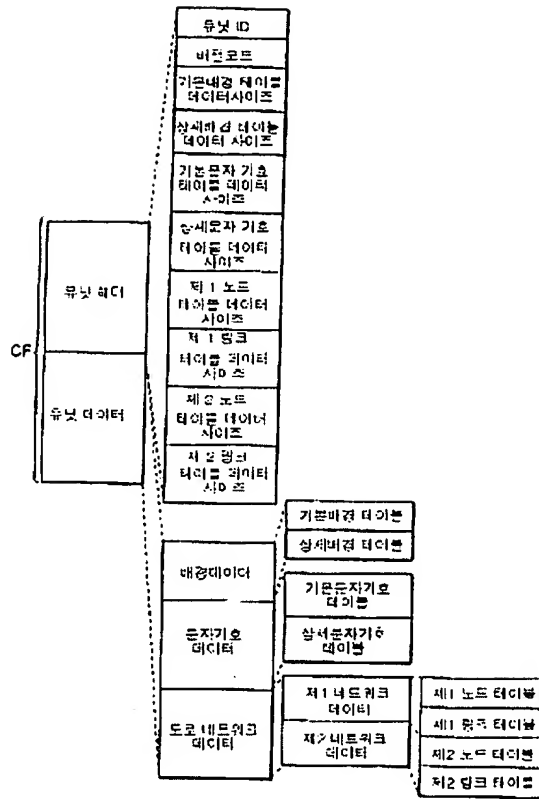 유닛 ID
버전코드
기본배경 테이블
데이터사이즈
상세배경 테이블
데이터 사이즈
기본문자 기호
테이블 데이터
사이즈
상세문자 기호
테이블 데이터
사이즈
제 1 노드
테이블 데이터
사이즈
제 1 링크
테이블 데이터
사이즈
제 2 노드
테이블 데이터
사이즈
제 2 링크
테이블 데이터
사이즈
CF
유닛 헤더
유닛 데이터
배경데이터
문자기호
데이터
도로 네트워크
데이터
기본배경 테이블
상세배경 테이블
기본문자기호
테이블
상세문자기호
테이블
제1 네트워크
데이터
제2 네트워크
데이터
제1 노드 테이블
제1 링크 테이블
제2 노드 테이블
제2 링크 테이블